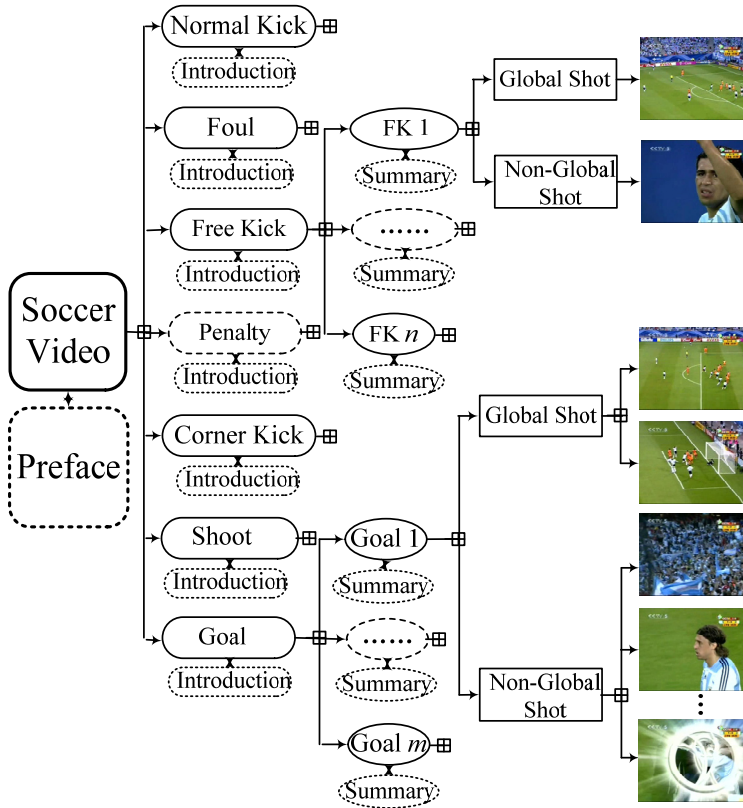 Normal Kick
Introduction
Foul
Introduction
Free Kick
Introduction
Soccer
Video
Preface
Penalty
Introduction
Corner Kick
Introduction
Shoot
Introduction
Goal
Introduction
FK 1
Summary
......
Summary
FK n
Summary
Goal 1
Summary
......
Summary
Goal m
Summary
Global Shot
Non-Global
Shot
Global Shot
Non-Global
Shot